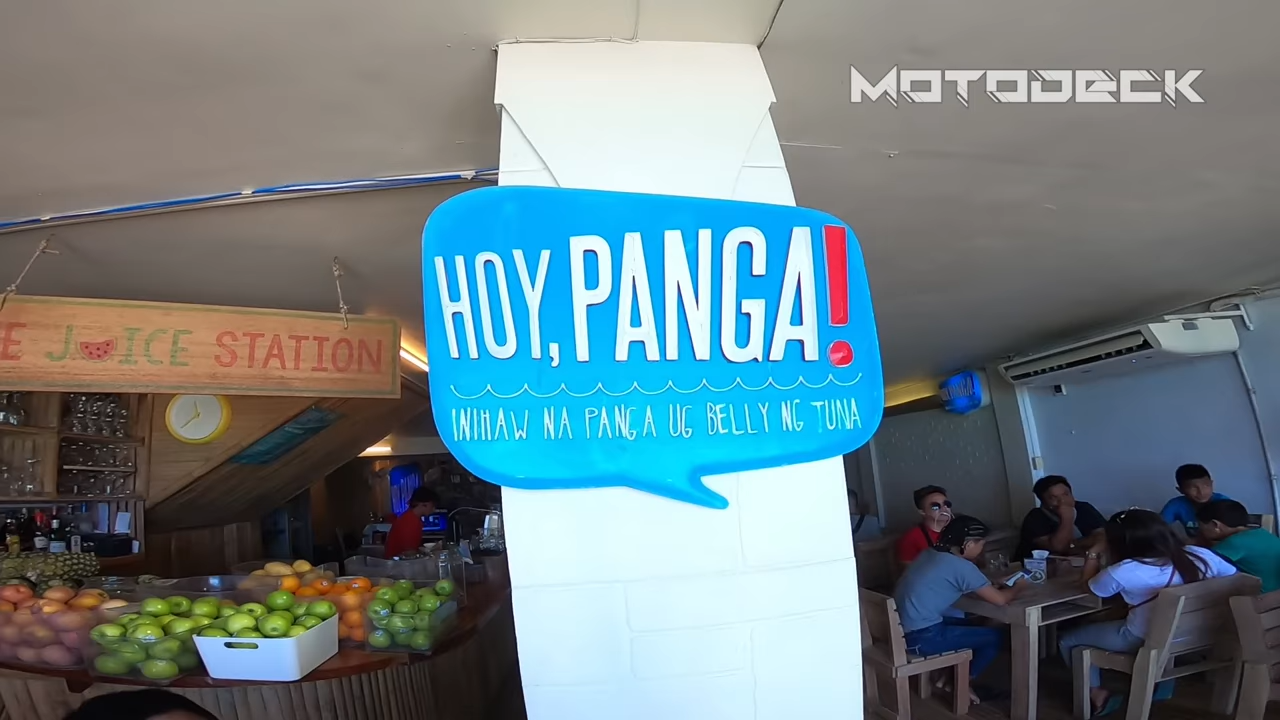 MOTODECK
HOY, PANGA!
INIHAW NA PANGA UG BELLY NG TUNA
E JUICE STATION